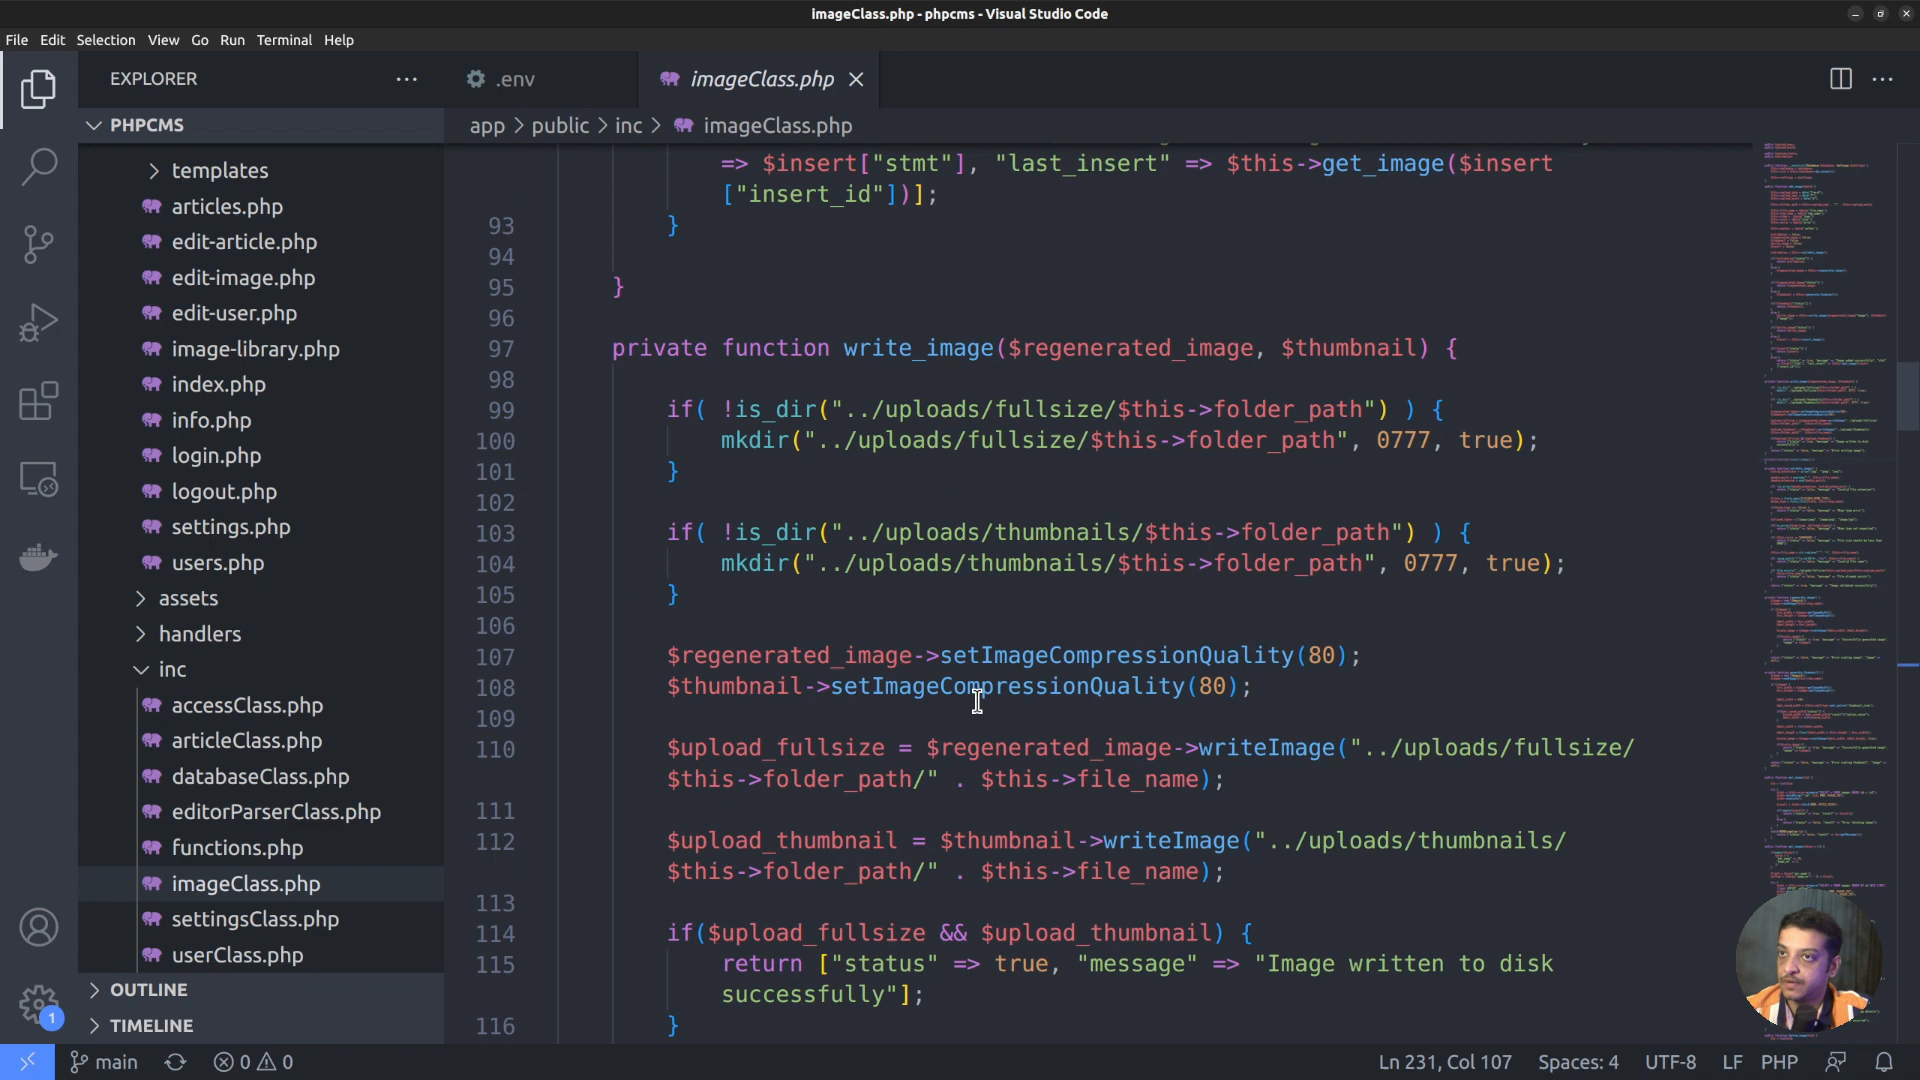 imageClass.php - phpcms - Visual Studio Code
File Edit Selection View Go Run Terminal Help
EXPLORER
.env
imageClass.php
PHPCMS
app > public > inc > imageClass.php
templates
articles.php
edit-article.php
edit-image.php
edit-user.php
image-library.php
index.php
info.php
login.php
logout.php
settings.php
users.php
assets
handlers
inc
accessClass.php
articleClass.php
databaseClass.php
editorParserClass.php
functions.php
imageClass.php
settingsClass.php
userClass.php
OUTLINE
TIMELINE
=> $insert["stmt"], "last_insert" => $this->get_image($insert
["insert_id"])];
93 }
94
95 }
96
97 private function write_image($regenerated_image, $thumbnail) {
98
99 if( !is_dir("../uploads/fullsize/$this->folder_path") ) {
100 mkdir("../uploads/fullsize/$this->folder_path", 0777, true);
101 }
102
103 if( !is_dir("../uploads/thumbnails/$this->folder_path") ) {
104 mkdir("../uploads/thumbnails/$this->folder_path", 0777, true);
105 }
106
107 $regenerated_image->setImageCompressionQuality(80);
108 $thumbnail->setImageCompressionQuality(80);
109
110 $upload_fullsize = $regenerated_image->writeImage("../uploads/fullsize/
$this->folder_path/" . $this->file_name);
111
112 $upload_thumbnail = $thumbnail->writeImage("../uploads/thumbnails/
$this->folder_path/" . $this->file_name);
113
114 if($upload_fullsize && $upload_thumbnail) {
115 return ["status" => true, "message" => "Image written to disk
successfully"];
116 }
1
main 0 0
Ln 231, Col 107 Spaces: 4 UTF-8 LF PHP